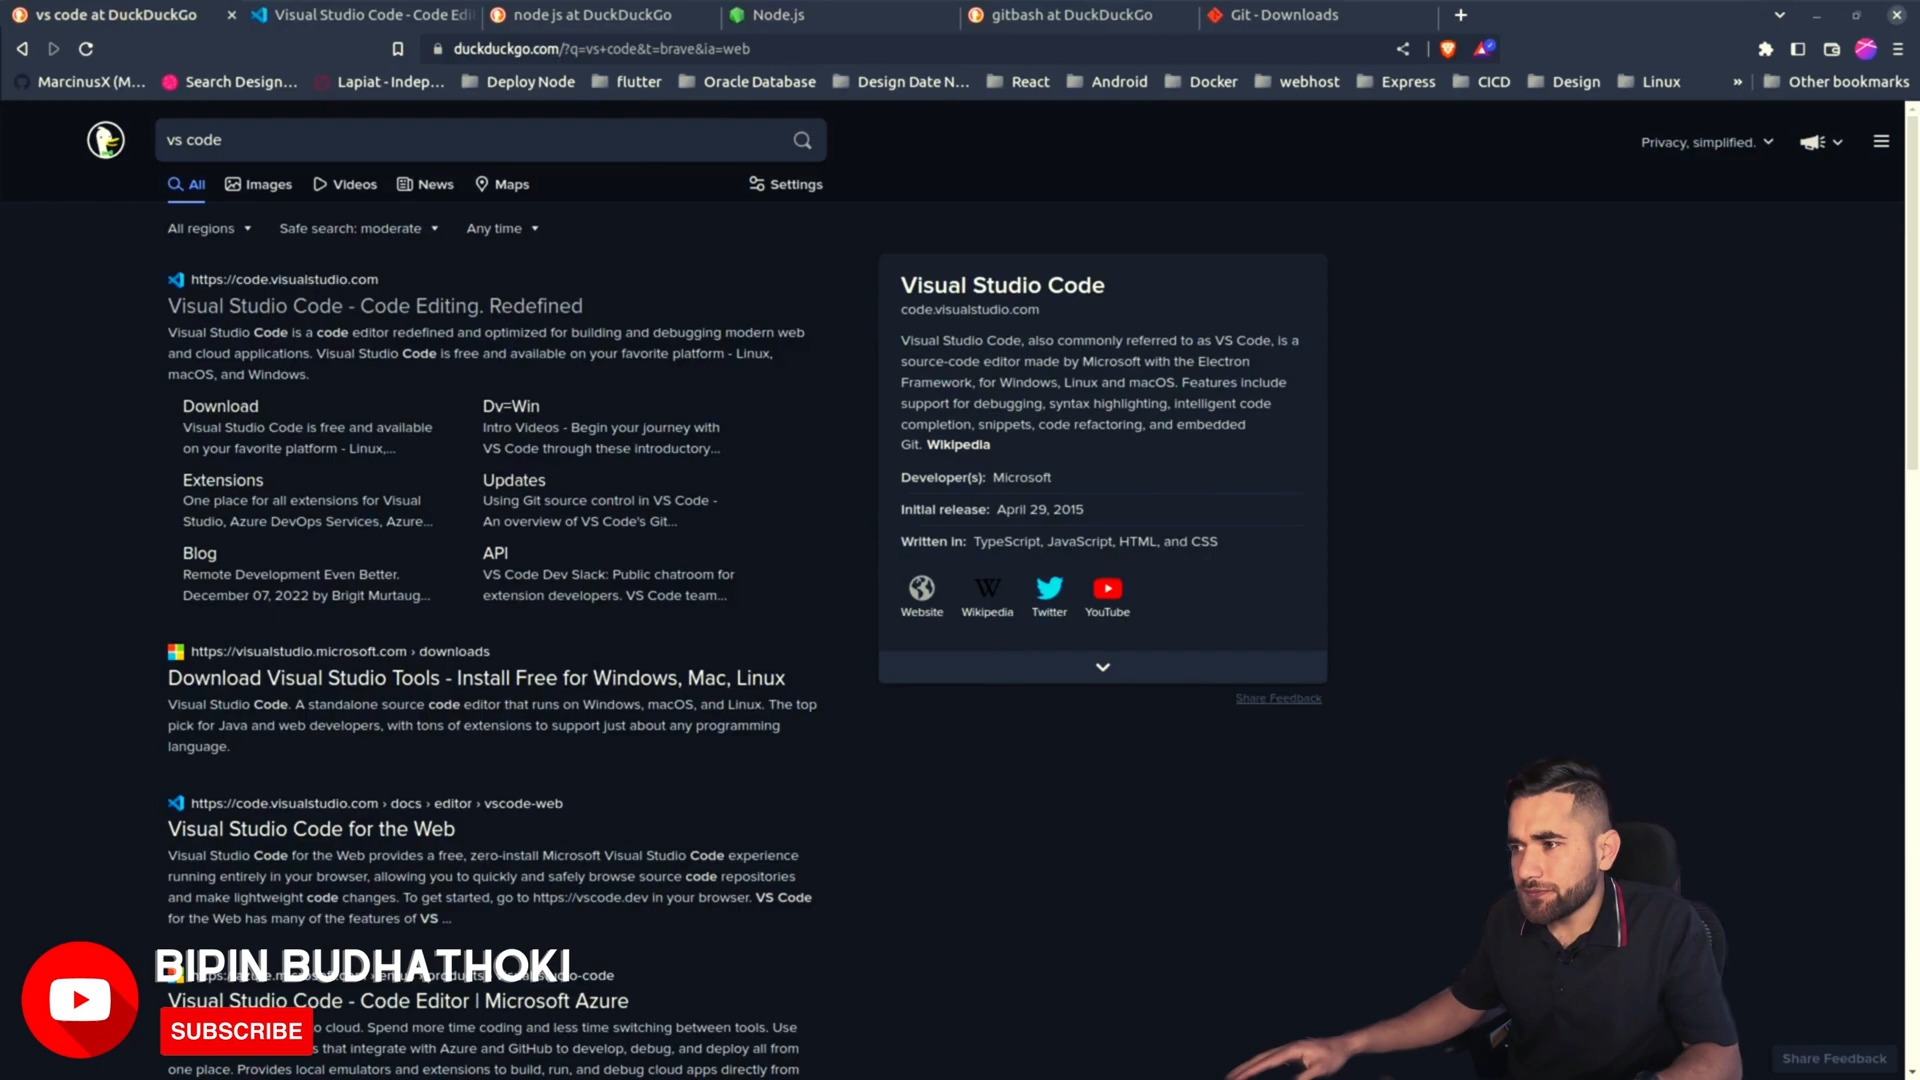 vs code at DuckDuckGo
Visual Studio Code - Code Edi
node js at DuckDuckGo
Node.js
gitbash at DuckDuckGo
Git - Downloads
duckduckgo.com/?q=vs+code&t=brave&ia=web
MarcinusX (M...
Search Design...
Lapiat - Indep...
Deploy Node
flutter
Oracle Database
Design Date N...
React
Android
Docker
webhost
Express
CICD
Design
Linux
»
Other bookmarks
vs code
Privacy, simplified.
All
Images
Videos
News
Maps
Settings
All regions
Safe search: moderate
Any time
https://code.visualstudio.com
Visual Studio Code - Code Editing. Redefined
Visual Studio Code is a code editor redefined and optimized for building and debugging modern web
and cloud applications. Visual Studio Code is free and available on your favorite platform - Linux,
macOS, and Windows.
Download
Visual Studio Code is free and available
on your favorite platform - Linux,...
Dv=Win
Intro Videos - Begin your journey with
VS Code through these introductory...
Extensions
One place for all extensions for Visual
Studio, Azure DevOps Services, Azure...
Updates
Using Git source control in VS Code -
An overview of VS Code's Git...
Blog
Remote Development Even Better.
December 07, 2022 by Brigit Murtaug...
API
VS Code Dev Slack: Public chatroom for
extension developers. VS Code team...
https://visualstudio.microsoft.com › downloads
Download Visual Studio Tools - Install Free for Windows, Mac, Linux
Visual Studio Code. A standalone source code editor that runs on Windows, macOS, and Linux. The top
pick for Java and web developers, with tons of extensions to support just about any programming
language.
https://code.visualstudio.com › docs › editor › vscode-web
Visual Studio Code for the Web
Visual Studio Code for the Web provides a free, zero-install Microsoft Visual Studio Code experience
running entirely in your browser, allowing you to quickly and safely browse source code repositories
and make lightweight code changes. To get started, go to https://vscode.dev in your browser. VS Code
for the Web has many of the features of VS ...
Visual Studio Code - Code Editor | Microsoft Azure
o cloud. Spend more time coding and less time switching between tools. Use
s that integrate with Azure and GitHub to develop, debug, and deploy all from
one place. Provides local emulators and extensions to build, run, and debug cloud apps directly from
Visual Studio Code
code.visualstudio.com
Visual Studio Code, also commonly referred to as VS Code, is a
source-code editor made by Microsoft with the Electron
Framework, for Windows, Linux and macOS. Features include
support for debugging, syntax highlighting, intelligent code
completion, snippets, code refactoring, and embedded
Git. Wikipedia
Developer(s): Microsoft
Initial release: April 29, 2015
Written in: TypeScript, JavaScript, HTML, and CSS
W
Website
Wikipedia
Twitter
YouTube
Share Feedback
BIPIN BUDHATHOKI
SUBSCRIBE
Share Feedback